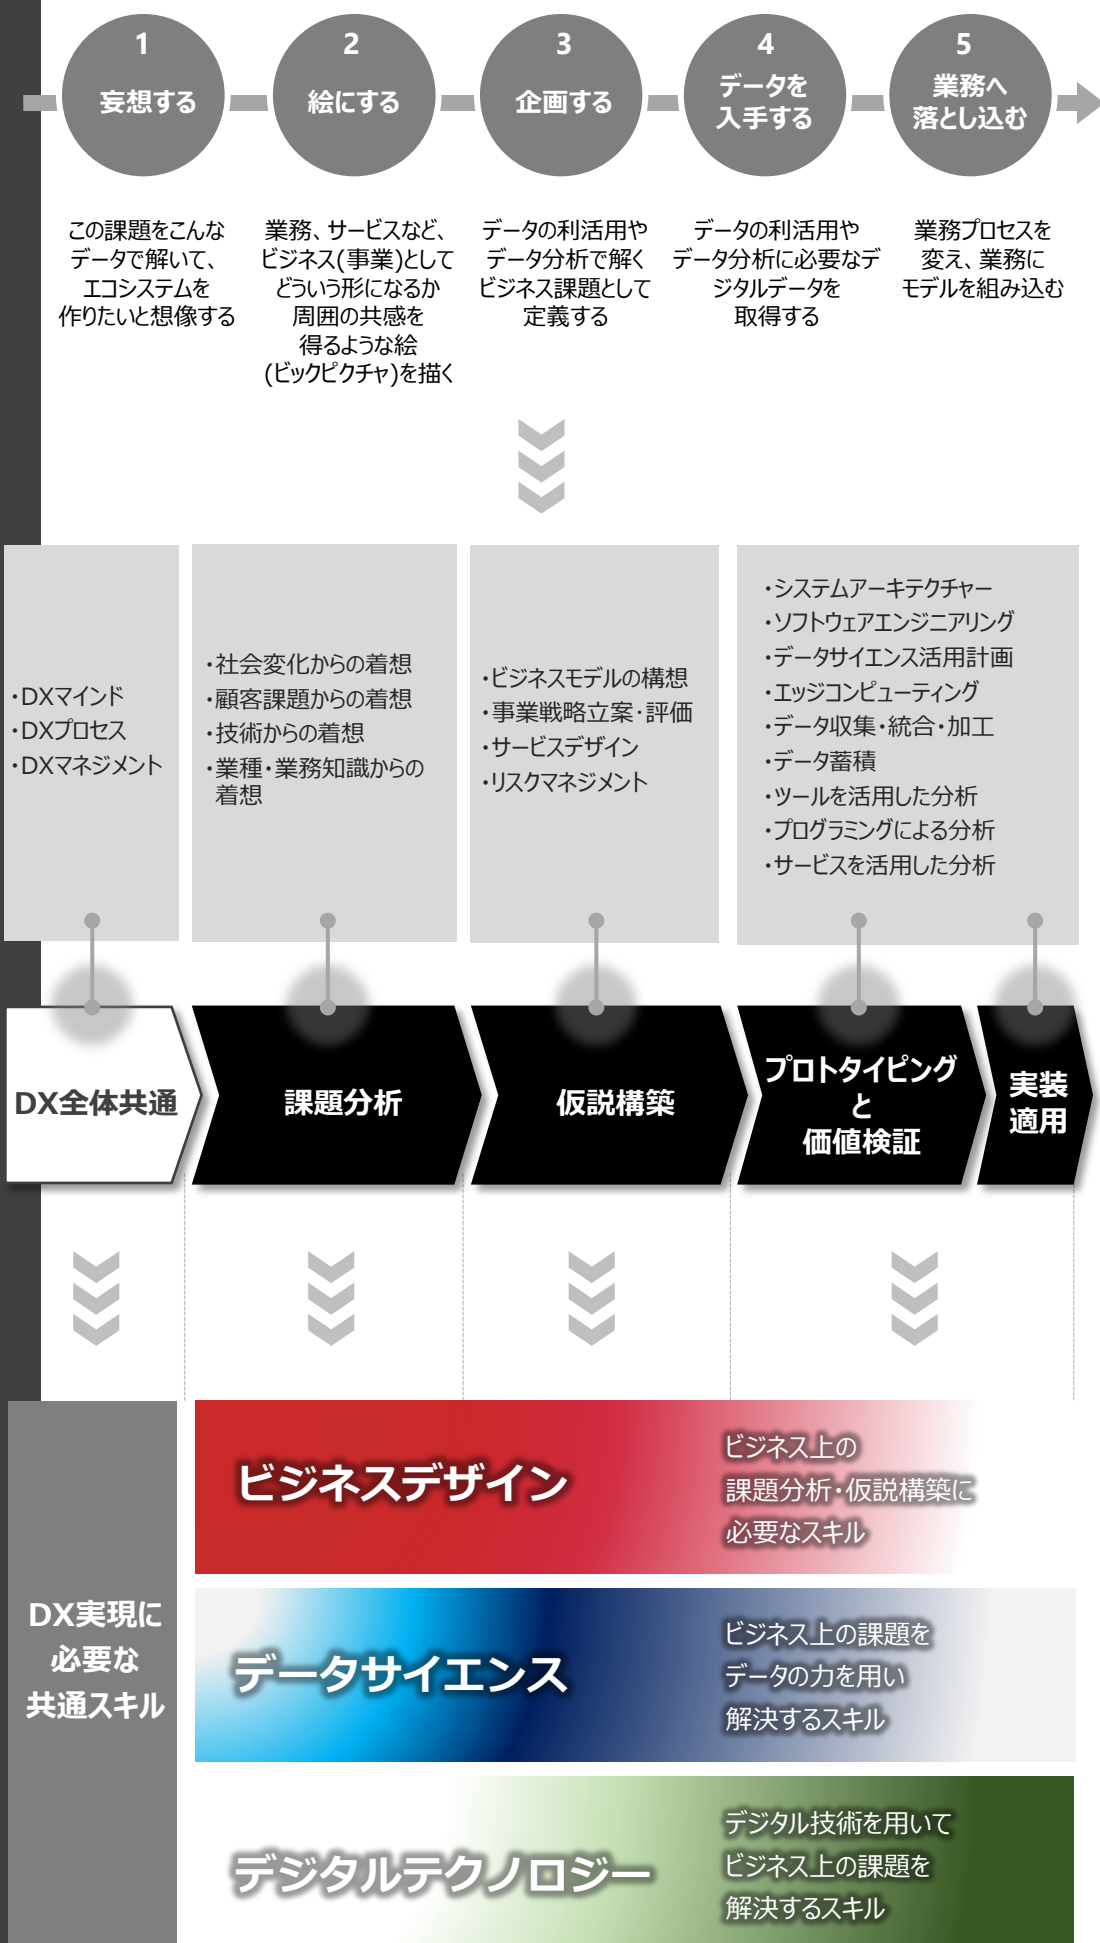 1
妄想する
2
絵にする
3
企画する
4
データを
入手する
5
業務へ
落とし込む
この課題をこんな
データで解いて、
エコシステムを
作りたいと想像する
業務、サービスなど、
ビジネス(事業)として
どういう形になるか
周囲の共感を
得るような絵
(ビックピクチャ)を描く
データの利活用や
データ分析で解く
ビジネス課題として
定義する
データの利活用や
データ分析に必要なデ
ジタルデータを
取得する
業務プロセスを
変え、業務に
モデルを組み込む
・DXマインド
・DXプロセス
・DXマネジメント
・社会変化からの着想
・顧客課題からの着想
・技術からの着想
・業種・業務知識からの
着想
・ビジネスモデルの構想
・事業戦略立案・評価
・サービスデザイン
・リスクマネジメント
・システムアーキテクチャー
・ソフトウェアエンジニアリング
・データサイエンス活用計画
・エッジコンピューティング
・データ収集・統合・加工
・データ蓄積
・ツールを活用した分析
・プログラミングによる分析
・サービスを活用した分析
DX全体共通
課題分析
仮説構築
プロトタイピング
と
価値検証
実装
適用
DX実現に
必要な
共通スキル
ビジネスデザイン
ビジネス上の
課題分析・仮説構築に
必要なスキル
データサイエンス
ビジネス上の課題を
データの力を用い
解決するスキル
デジタルテクノロジー
デジタル技術を用いて
ビジネス上の課題を
解決するスキル